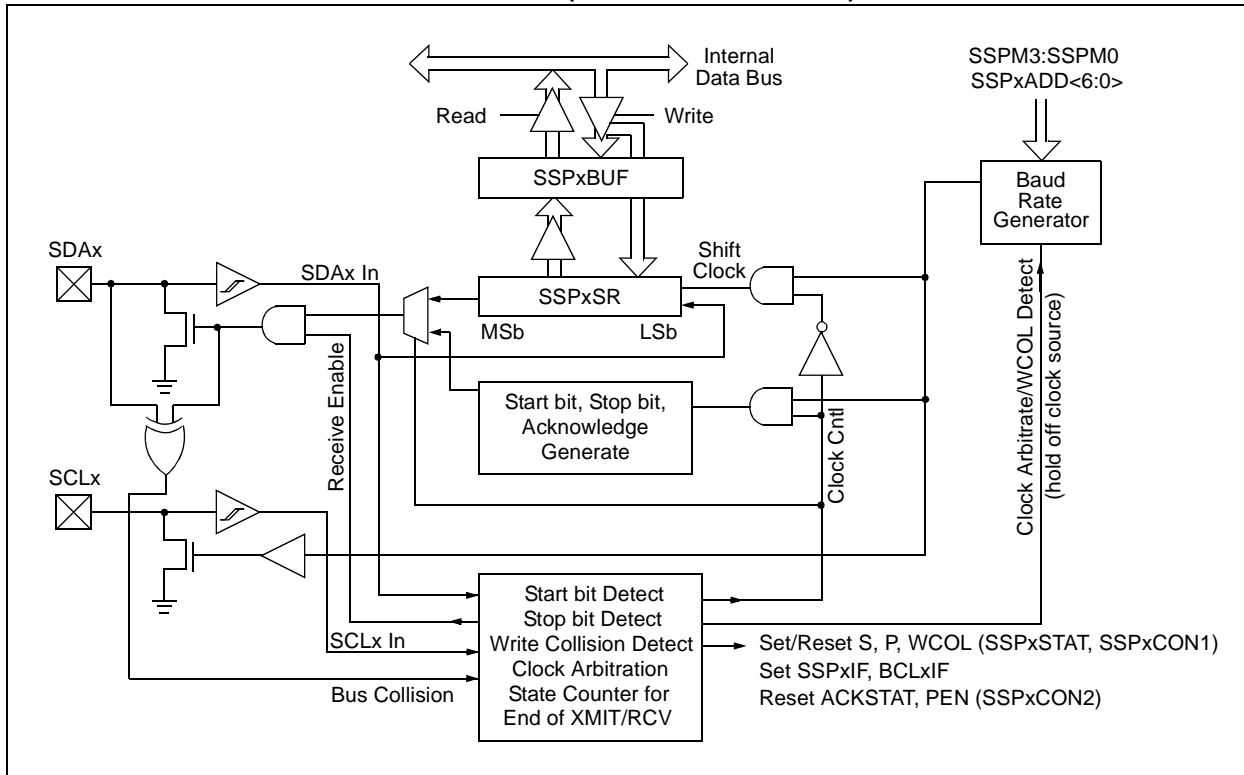 Internal
Data Bus
SSPM3:SSPM0
SSPxADD<6:0>
Read
Write
SSPxBUF
Baud
Rate
Generator
SDAx
SDAx In
Shift
Clock
SSPxSR
MSb
LSb
Start bit, Stop bit,
Acknowledge
Generate
Receive Enable
Clock Cntl
Clock Arbitrate/WCOL Detect
(hold off clock source)
SCLx
SCLx In
Bus Collision
Start bit Detect
Stop bit Detect
Write Collision Detect
Clock Arbitration
State Counter for
End of XMIT/RCV
Set/Reset S, P, WCOL (SSPxSTAT, SSPxCON1)
Set SSPxIF, BCLxIF
Reset ACKSTAT, PEN (SSPxCON2)